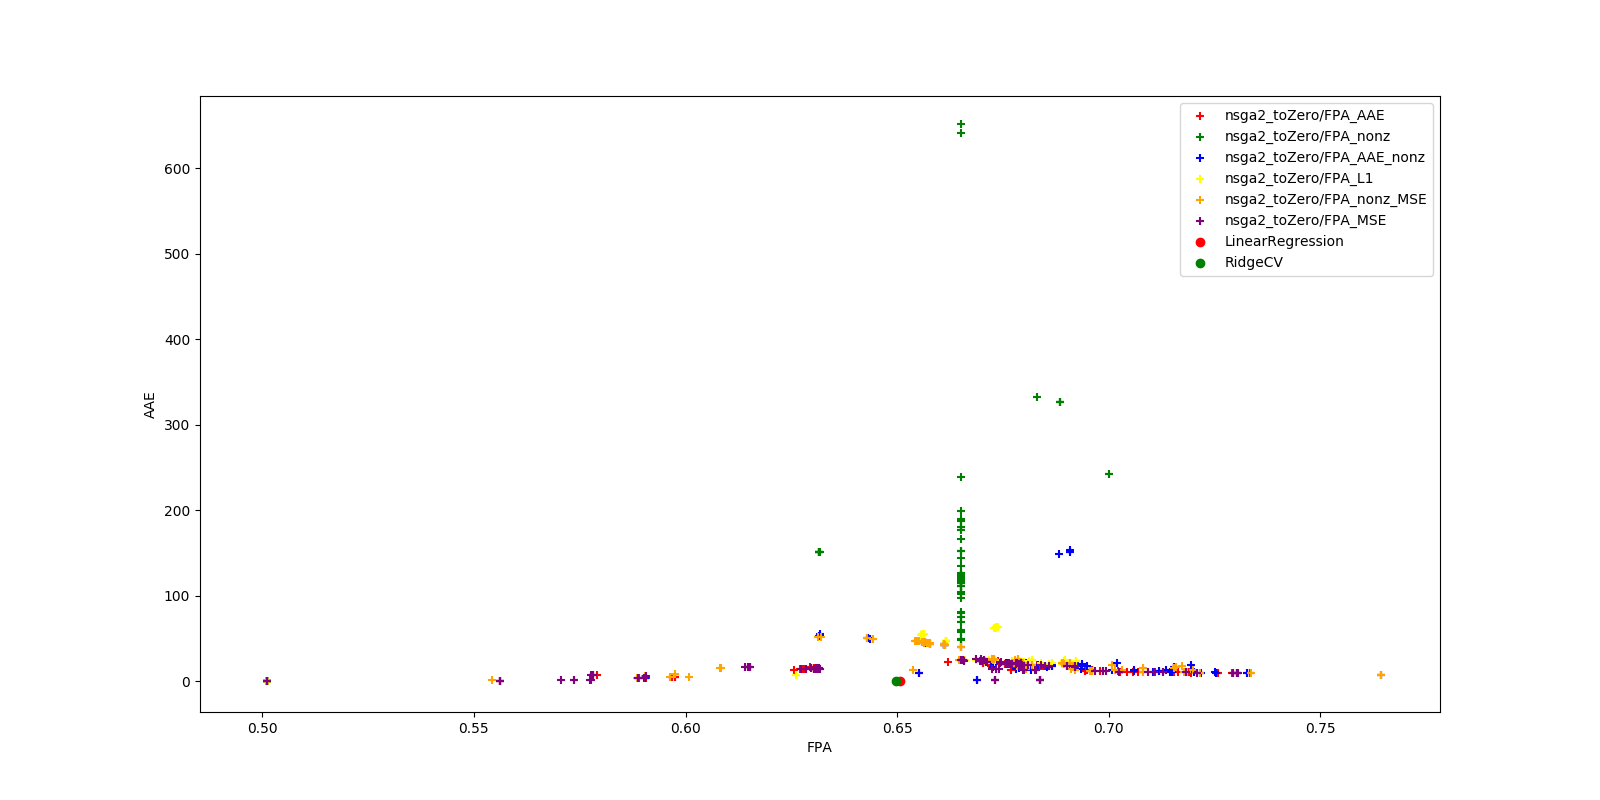 nsga2_toZero/FPA_AAE
nsga2_toZero/FPA_nonz
nsga2_toZero/FPA_AAE_nonz
nsga2_toZero/FPA_L1
nsga2_toZero/FPA_nonz_MSE
nsga2_toZero/FPA_MSE
LinearRegression
RidgeCV
600
500
400
300
200
100
0
AAE
0.50 0.55 0.60 0.65 0.70 0.75
FPA